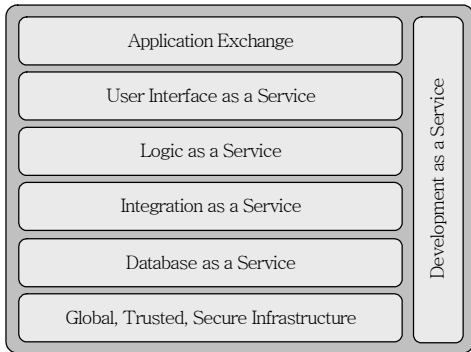 Application Exchange
User Interface as a Service
Logic as a Service
Integration as a Service
Database as a Service
Global, Trusted, Secure Infrastructure
Development as a Service